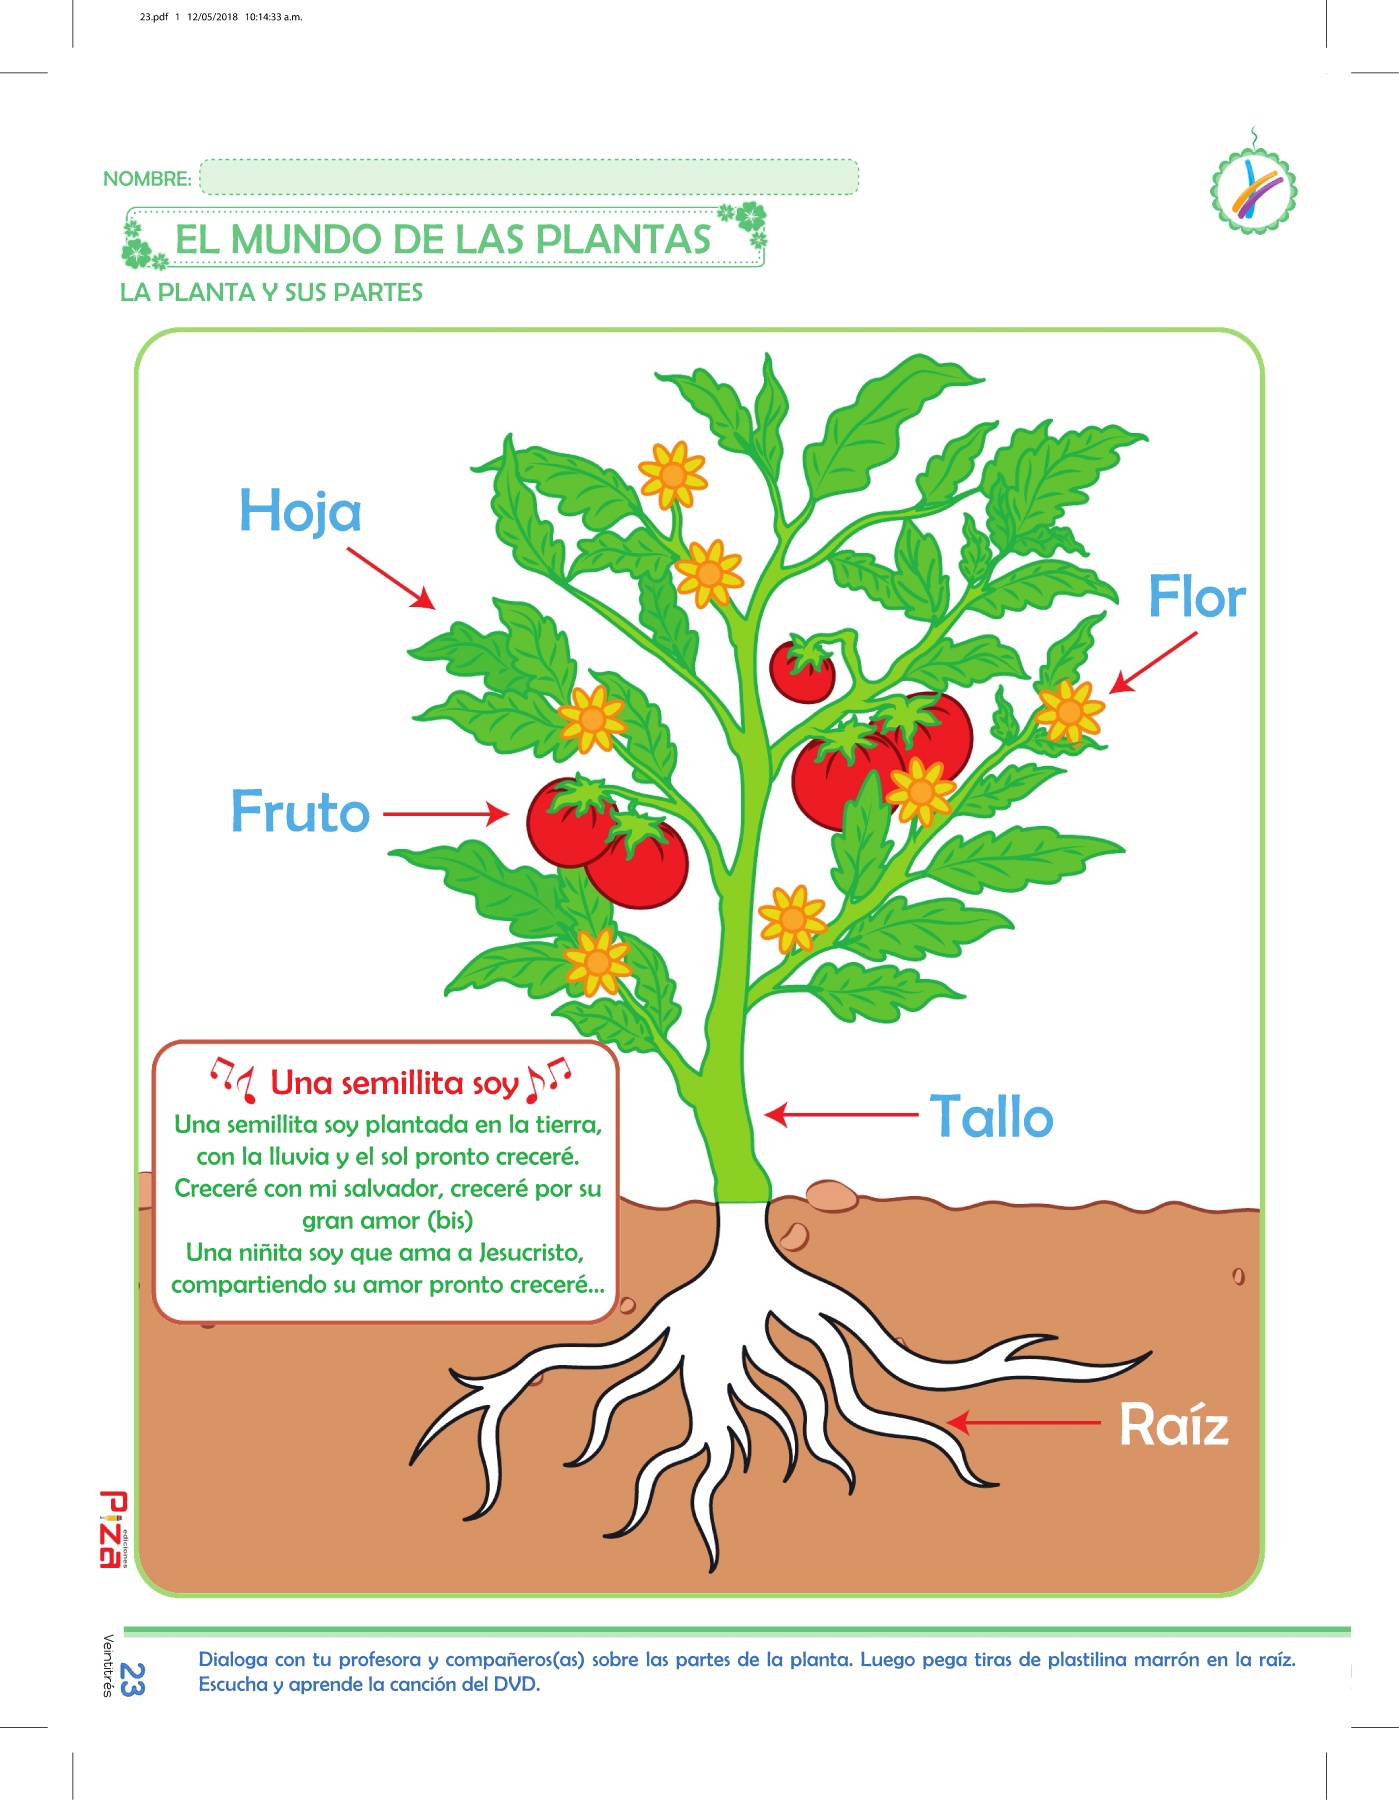 23.pdf 1 12/05/2018 10:14:33 a.m.
NOMBRE:
EL MUNDO DE LAS PLANTAS
LA PLANTA Y SUS PARTES
Hoja
Flor
Fruto
Tallo
Una semillita soy
Una semillita soy plantada en la tierra,
con la lluvia y el sol pronto creceré.
Creceré con mi salvador, creceré por su
gran amor (bis)
Una niñita soy que ama a Jesucristo,
compartiendo su amor pronto creceré...
Raíz
Piza
ediciones
23
Veintitrés
Dialoga con tu profesora y compañeros(as) sobre las partes de la planta. Luego pega tiras de plastilina marrón en la raíz.
Escucha y aprende la canción del DVD.